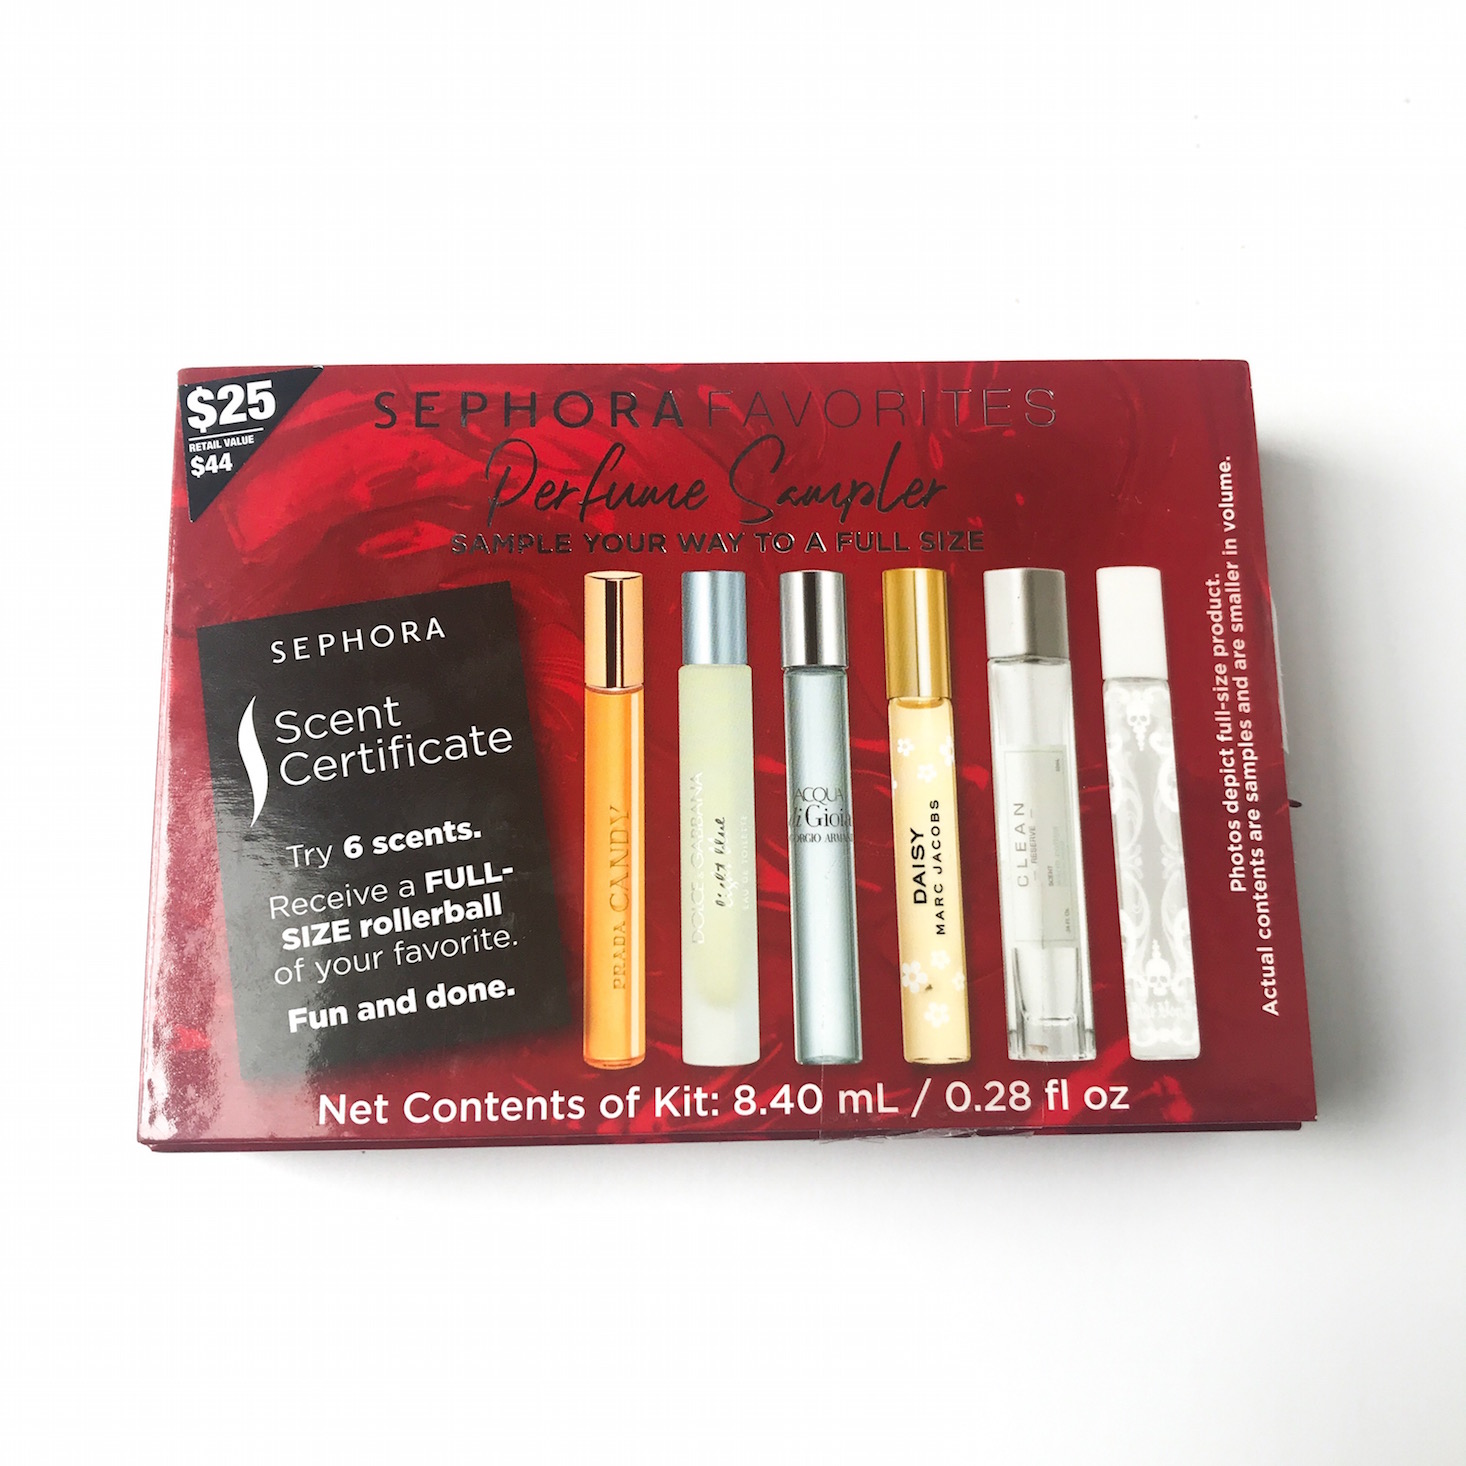 $25
RETAIL VALUE
$44
SEPHORA FAVORITES
Perfume Sampler
SAMPLE YOUR WAY TO A FULL SIZE
SEPHORA
Scent
Certificate
Try 6 scents.
Receive a FULL-
SIZE rollerball
of your favorite.
Fun and done.
PRADA CANDY
DOLCE & GABBANA
light blue
ACQUA
di Gioia
GIORGIO ARMANI
DAISY
MARC JACOBS
CLEAN
RESERVE
Photos depict full-size product.
Actual contents are samples and are smaller in volume.
Net Contents of Kit: 8.40 mL / 0.28 fl oz